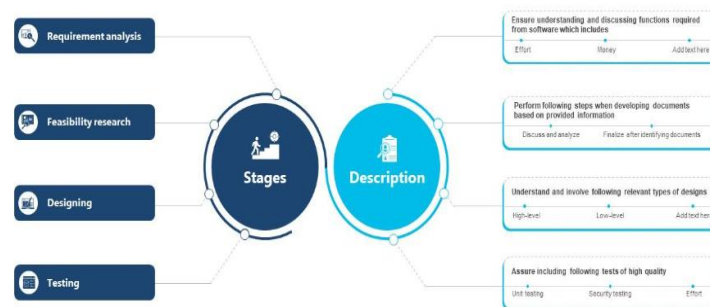 Requirement analysis
Feasibility research
Designing
Testing
Stages
Description
Ensure understanding and discussing functions required
from software which includes
Effort
Money
Add text here
Perform following steps when developing documents
based on provided information
Discuss and analyze
Finalize after identifying documents
Understand and involve following relevant types of designs
High-level
Low-level
Add text her
Assure including following tests of high quality
Unit testing
Security testing
Effort